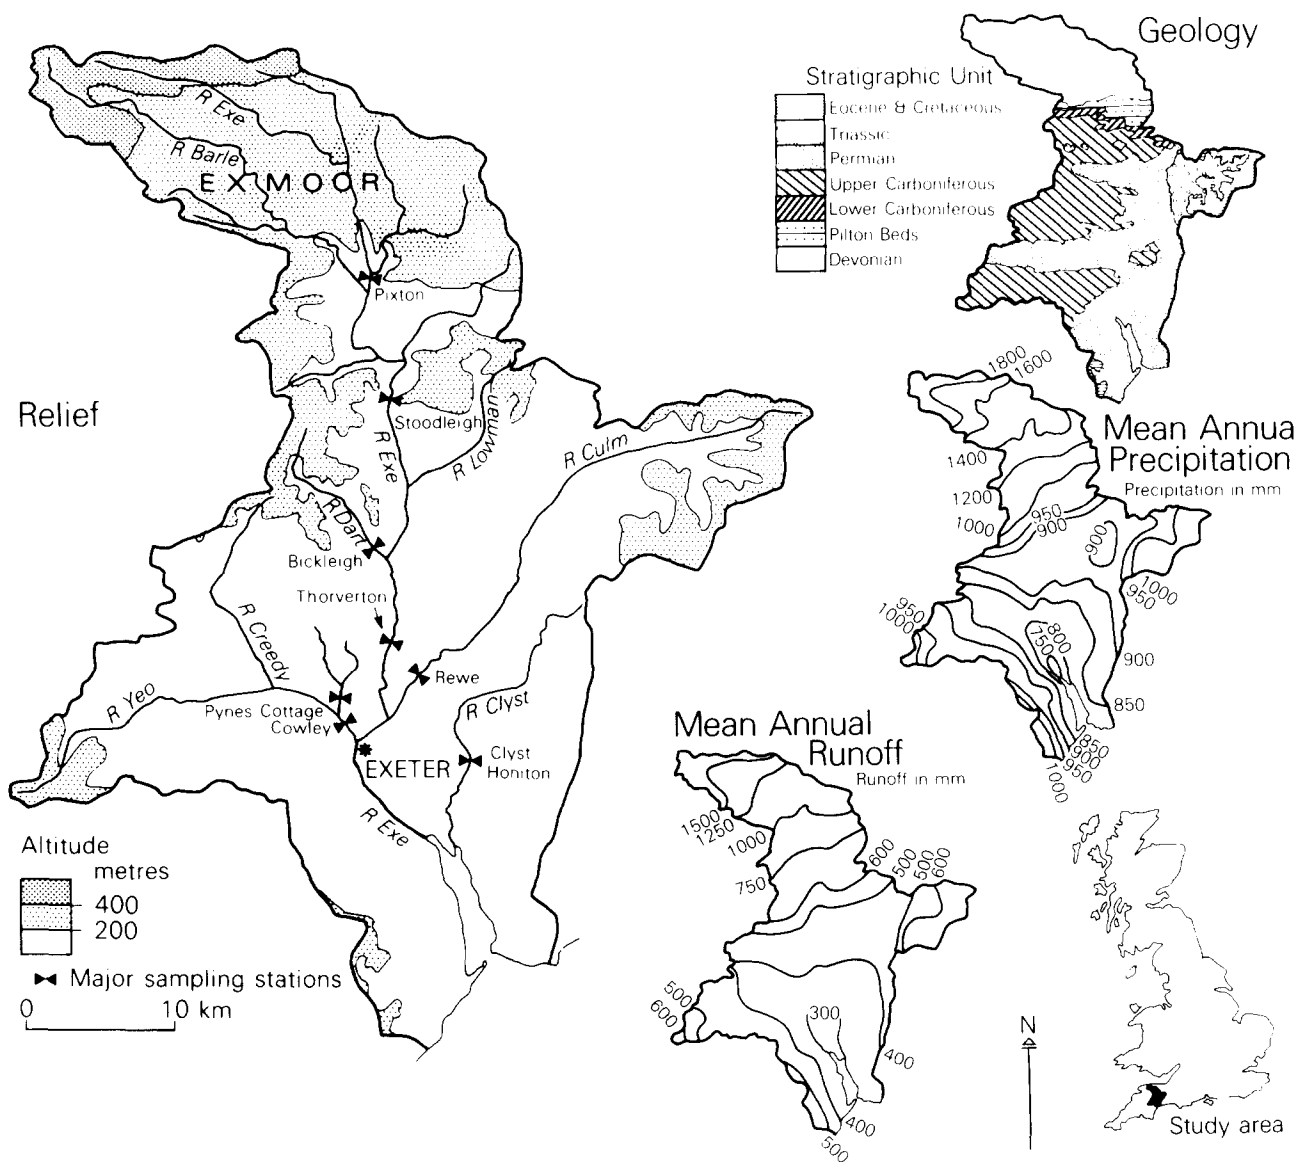 Geology
Stratigraphic Unit
Eocene & Cretaceous
Triassic
Permian
Upper Carboniferous
Lower Carboniferous
Pilton Beds
Devonian
R Exe
R Barle
EXMOOR
Pixton
Relief
Stoodleigh
R Exe
R Lowman
R Culm
R Dart
Bickleigh
Thorverton
R Creedy
Rewe
R Yeo
Pynes Cottage
Cowley
R Clyst
EXETER
Clyst
Honiton
R Exe
Altitude
metres
400
200
Major sampling stations
0 10 km
1800
1600
Mean Annua
Precipitation
Precipitation in mm
1400
1200
1000
950
900
900
1000
950
950
1000
800
750
900
850
850
900
950
1000
Mean Annual
Runoff
Runoff in mm
1500
1250
1000
750
600
500
500
600
500
600
300
400
400
500
N
Study area